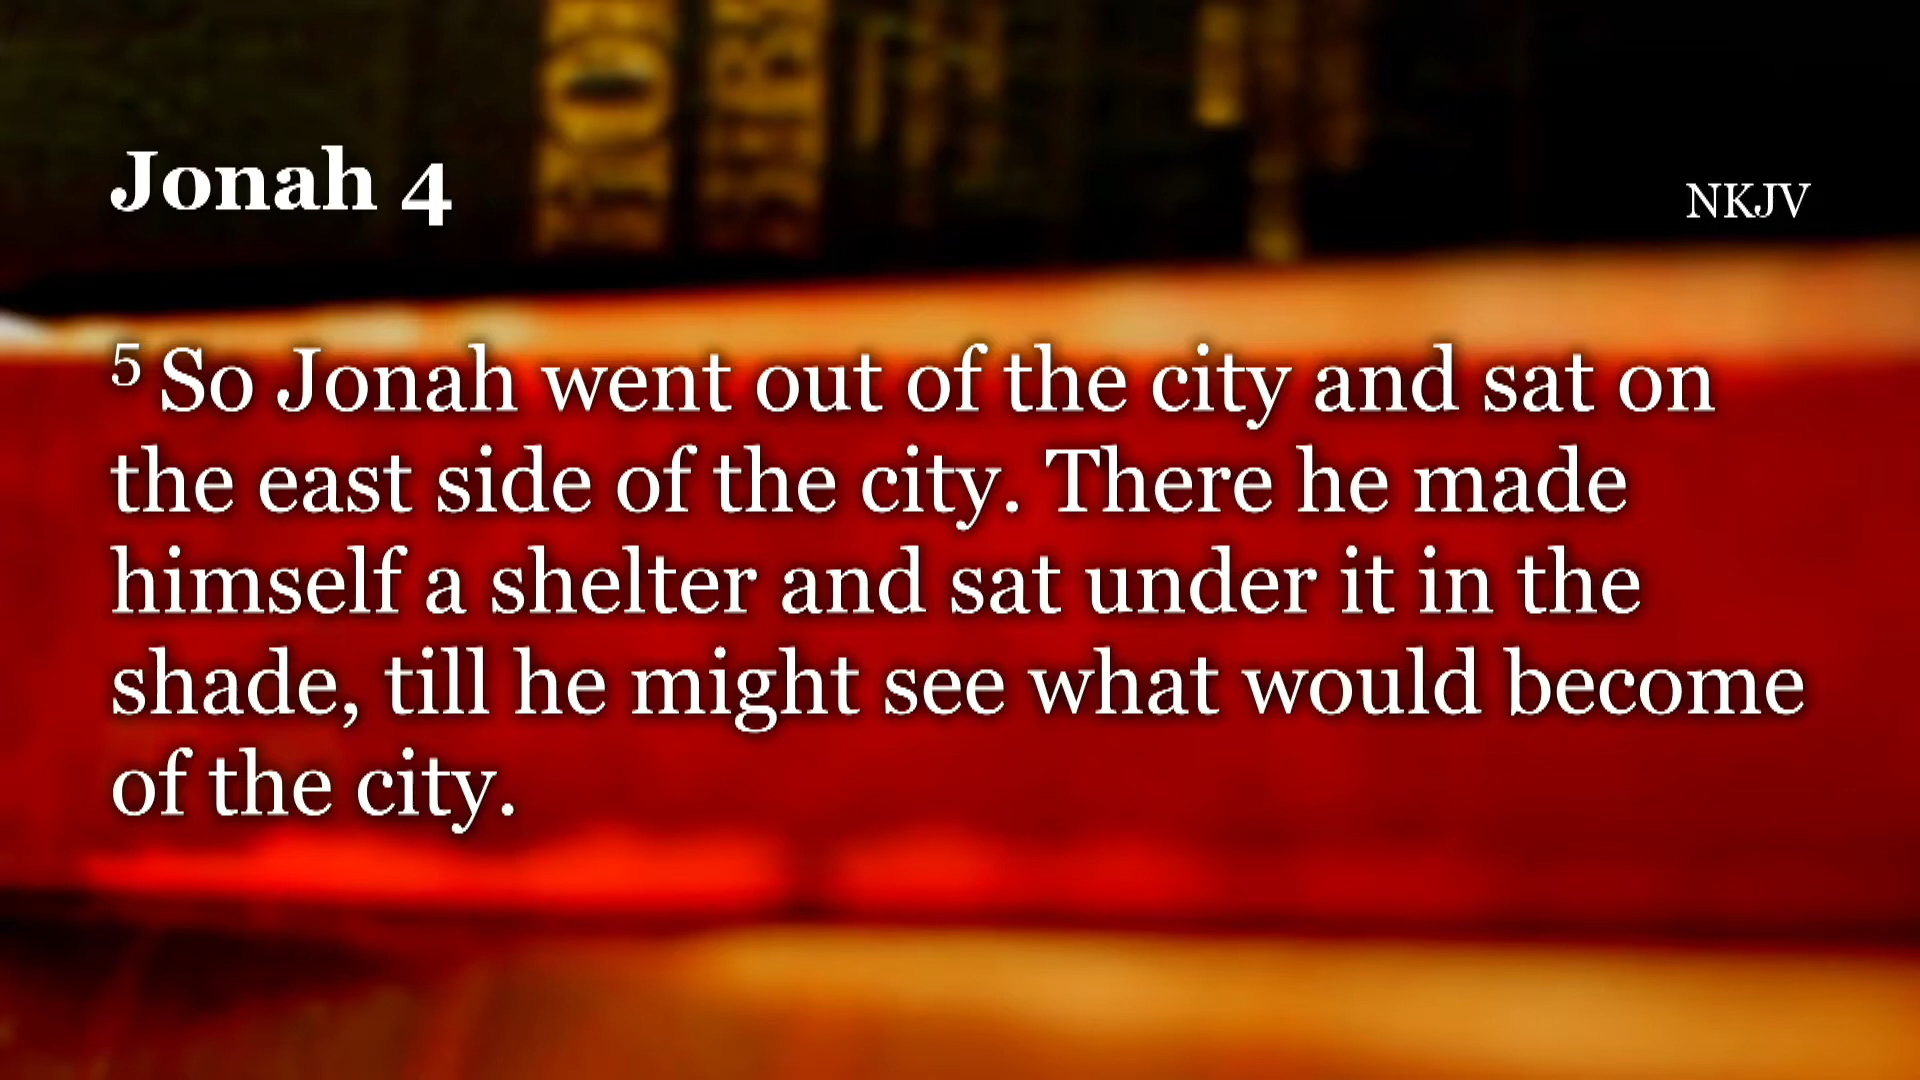 Jonah 4
NKJV
5 So Jonah went out of the city and sat on
the east side of the city. There he made
himself a shelter and sat under it in the
shade, till he might see what would become
of the city.